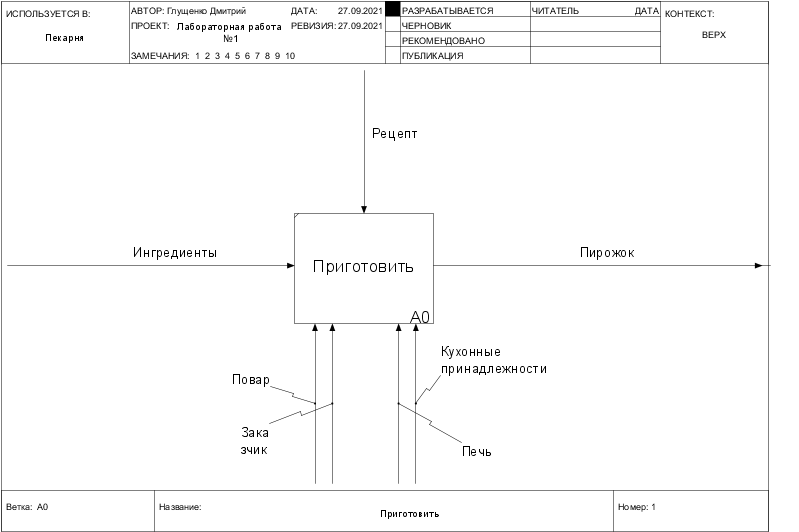 ИСПОЛЬЗУЕТСЯ В:
Пекарня
АВТОР: Глущенко Дмитрий
ДАТА: 27.09.2021
ПРОЕКТ: Лабораторная работа
№1
РЕВИЗИЯ: 27.09.2021
ЗАМЕЧАНИЯ: 1 2 3 4 5 6 7 8 9 10
РАЗРАБАТЫВАЕТСЯ
ЧЕРНОВИК
РЕКОМЕНДОВАНО
ПУБЛИКАЦИЯ
ЧИТАТЕЛЬ ДАТА
КОНТЕКСТ:
ВЕРХ
Рецепт
Ингредиенты
Приготовить
A0
Пирожок
Кухонные
принадлежности
Повар
Зака
зчик
Печь
Ветка: A0
Название:
Приготовить
Номер: 1